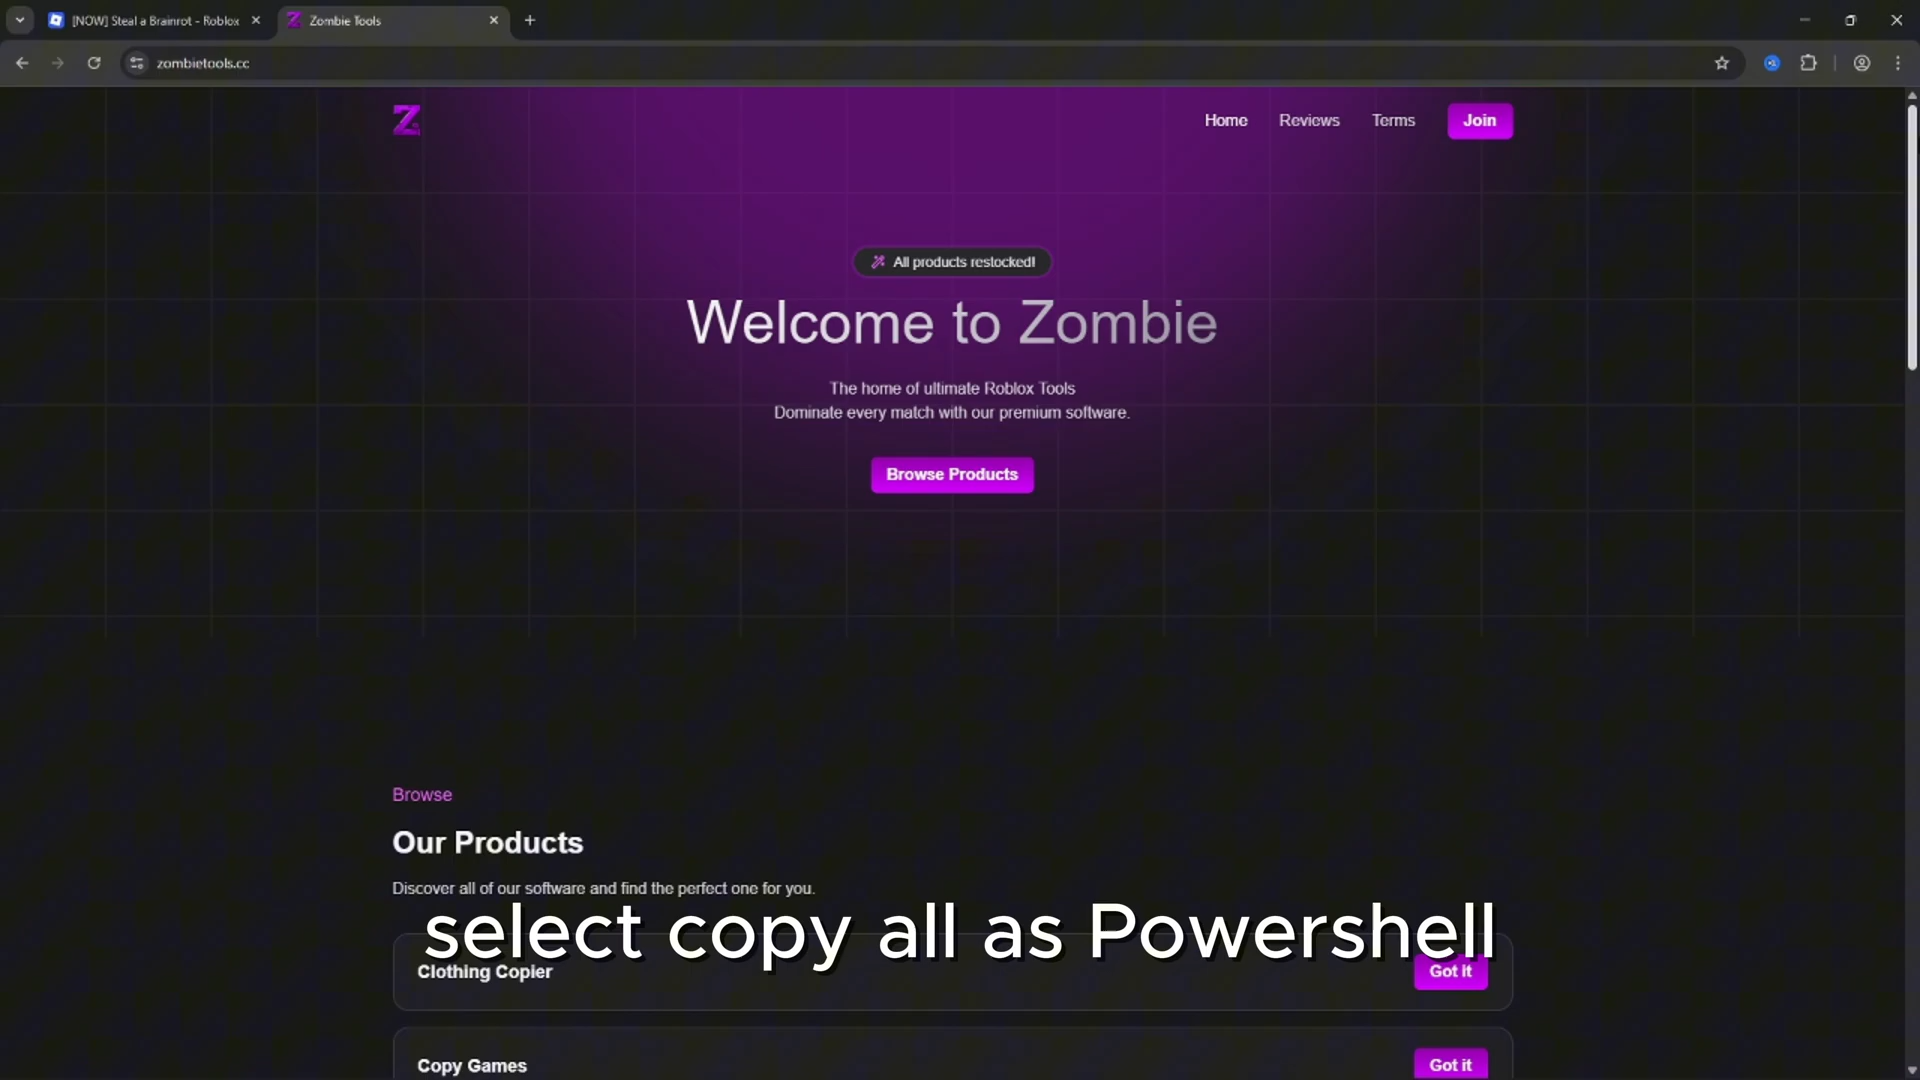 [NOW] Steal a Brainrot - Roblox
Zombie Tools
zombietools.cc
Z
Home
Reviews
Terms
Join
All products restocked!
Welcome to Zombie
The home of ultimate Roblox Tools
Dominate every match with our premium software.
Browse Products
Browse
Our Products
Discover all of our software and find the perfect one for you.
select copy all as Powershell
Clothing Copier
Got It
Copy Games
Got it